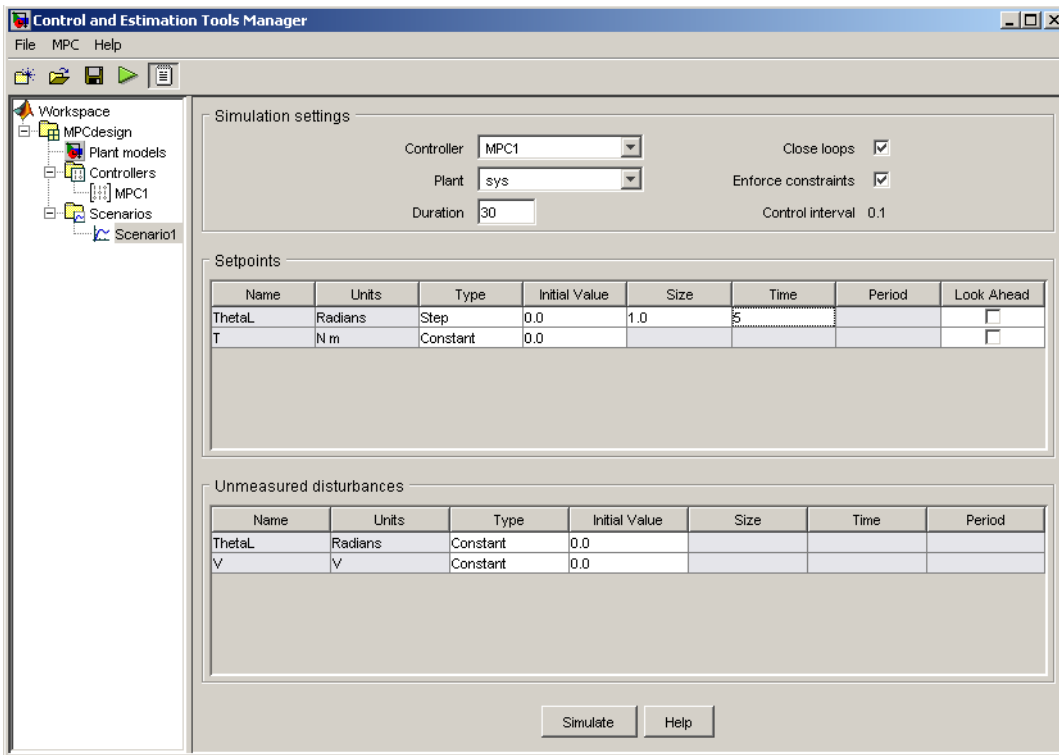 Control and Estimation Tools Manager
File MPC Help
Workspace
MPCdesign
Plant models
Controllers
MPC1
Scenarios
Scenario1
Simulation settings
Controller MPC1 Close loops
Plant sys Enforce constraints
Duration 30 Control interval 0.1
Setpoints
Name Units Type Initial Value Size Time Period Look Ahead
ThetaL Radians Step 0.0 1.0 5
T N m Constant 0.0
Unmeasured disturbances
Name Units Type Initial Value Size Time Period
ThetaL Radians Constant 0.0
V V Constant 0.0
Simulate Help